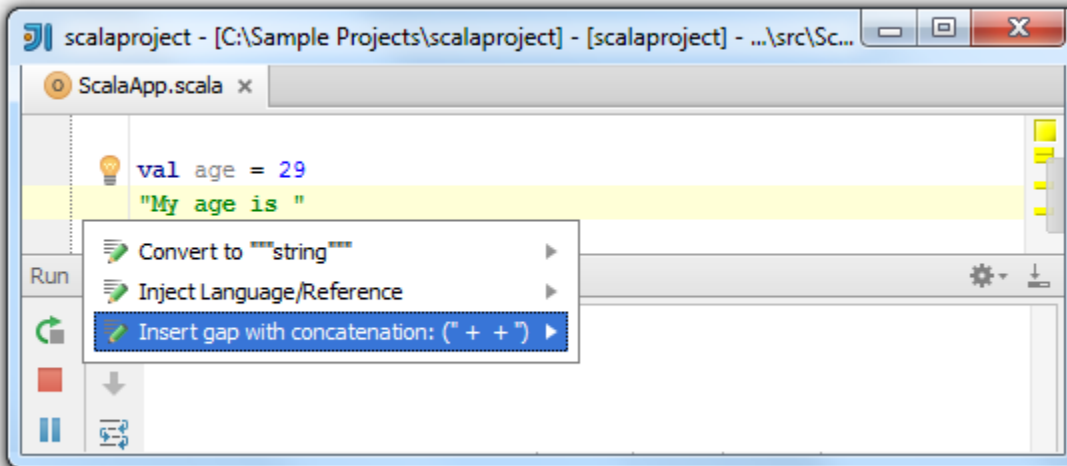 scalaproject - [C:\Sample Projects\scalaproject] - [scalaproject] - ...\src\Sc...
ScalaApp.scala
val age = 29
"My age is "
Convert to """string"""
Run
Inject Language/Reference
Insert gap with concatenation: (" + + ")